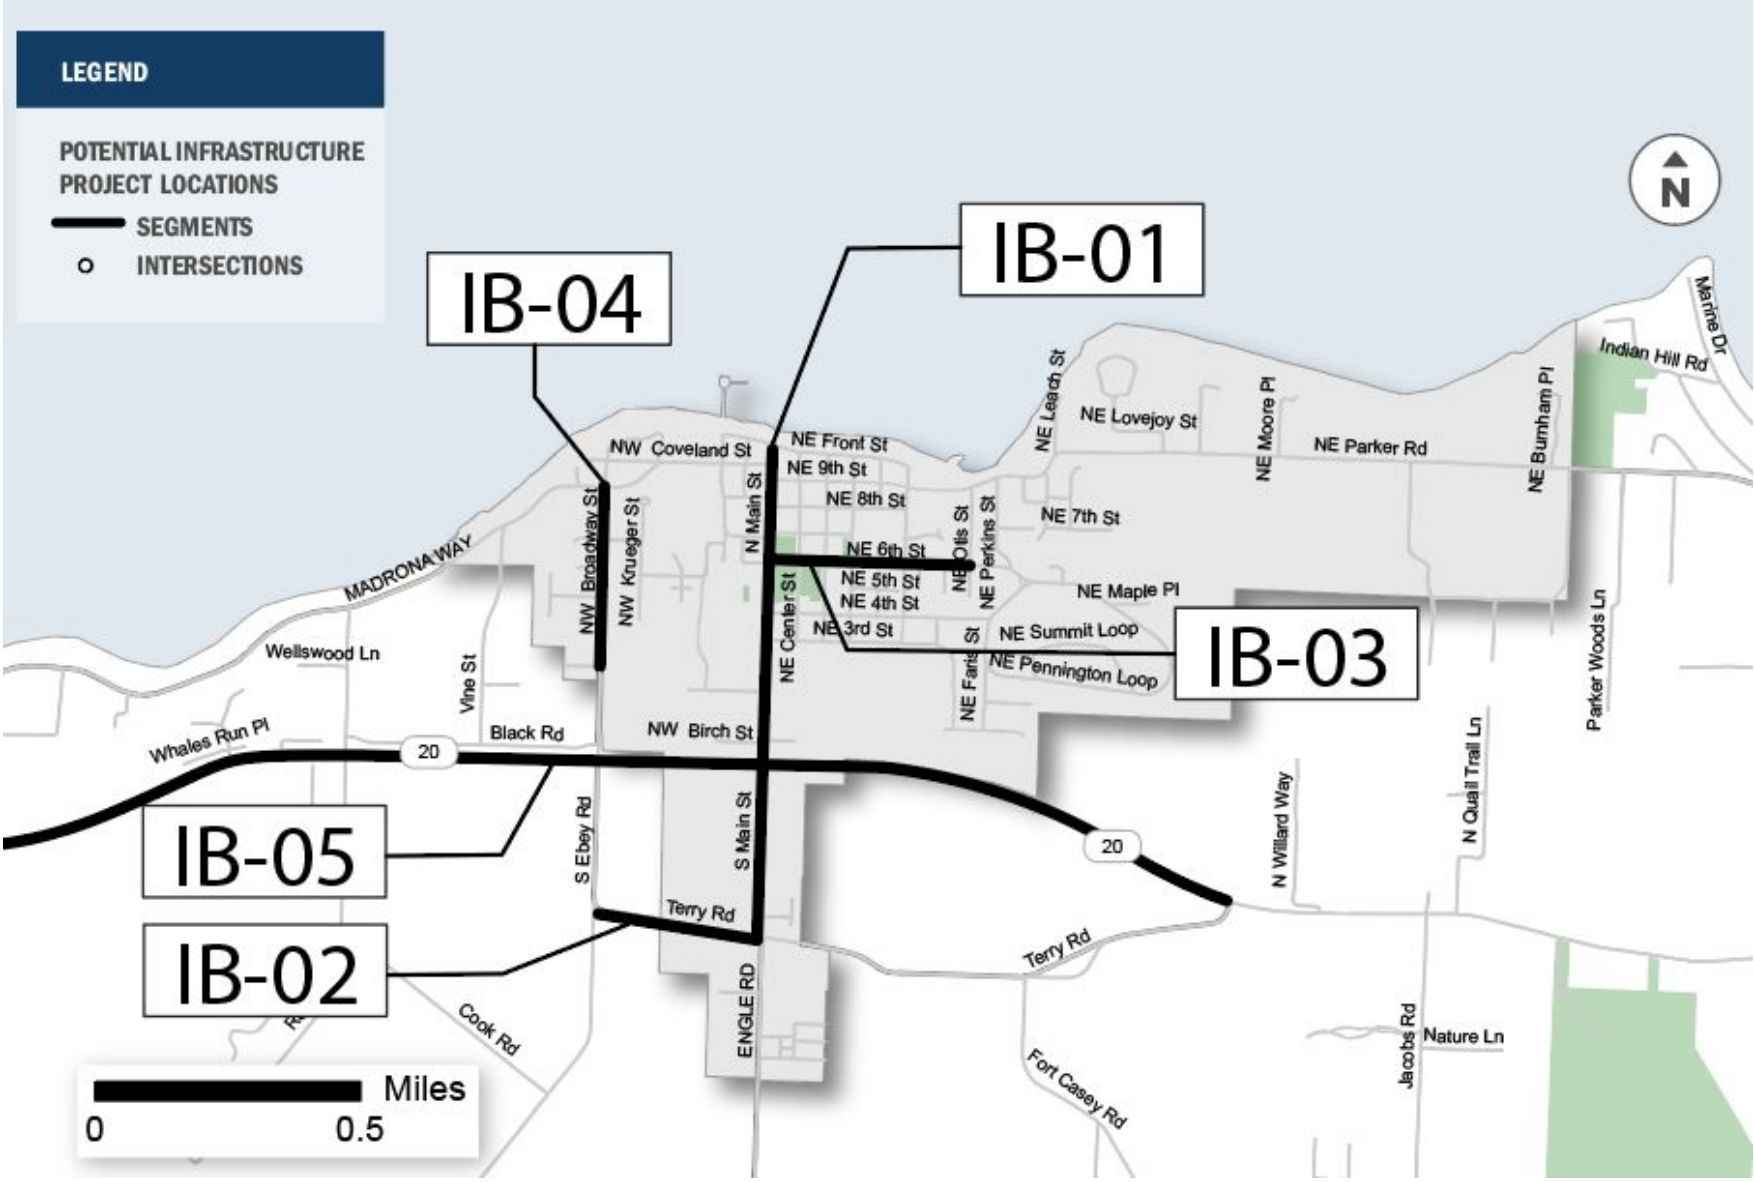 LEGEND
POTENTIAL INFRASTRUCTURE
PROJECT LOCATIONS
SEGMENTS
INTERSECTIONS
N
IB-01
IB-04
Marine Dr
Indian Hill Rd
NE Leach St
NE Lovejoy St
NE Moore Pl
NE Parker Rd
NE Burnham Pl
NW Coveland St
NE Front St
NE 9th St
NE 8th St
N Main St
NW Broadway St
NW Krueger St
NE Otis St
NE Perkins St
NE 7th St
NE 6th St
NE 5th St
NE 4th St
NE 3rd St
NE Center St
NE Maple Pl
NE Summit Loop
NE Pennington Loop
NE Faris St
IB-03
MADRONA WAY
Wellswood Ln
Vine St
Parker Woods Ln
Whales Run Pl
Black Rd
NW Birch St
20
20
IB-05
S Ebey Rd
S Main St
N Willard Way
N Quail Trail Ln
Terry Rd
Terry Rd
IB-02
Cook Rd
ENGLE RD
Fort Casey Rd
Jacobs Rd
Nature Ln
Miles
0 0.5